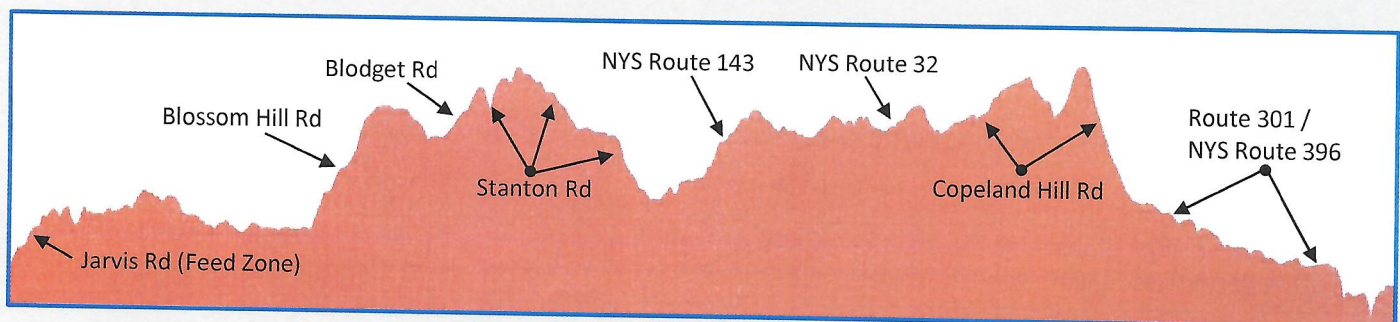 Blossom Hill Rd
Blodget Rd
NYS Route 143
NYS Route 32
Route 301 /
NYS Route 396
Stanton Rd
Copeland Hill Rd
Jarvis Rd (Feed Zone)